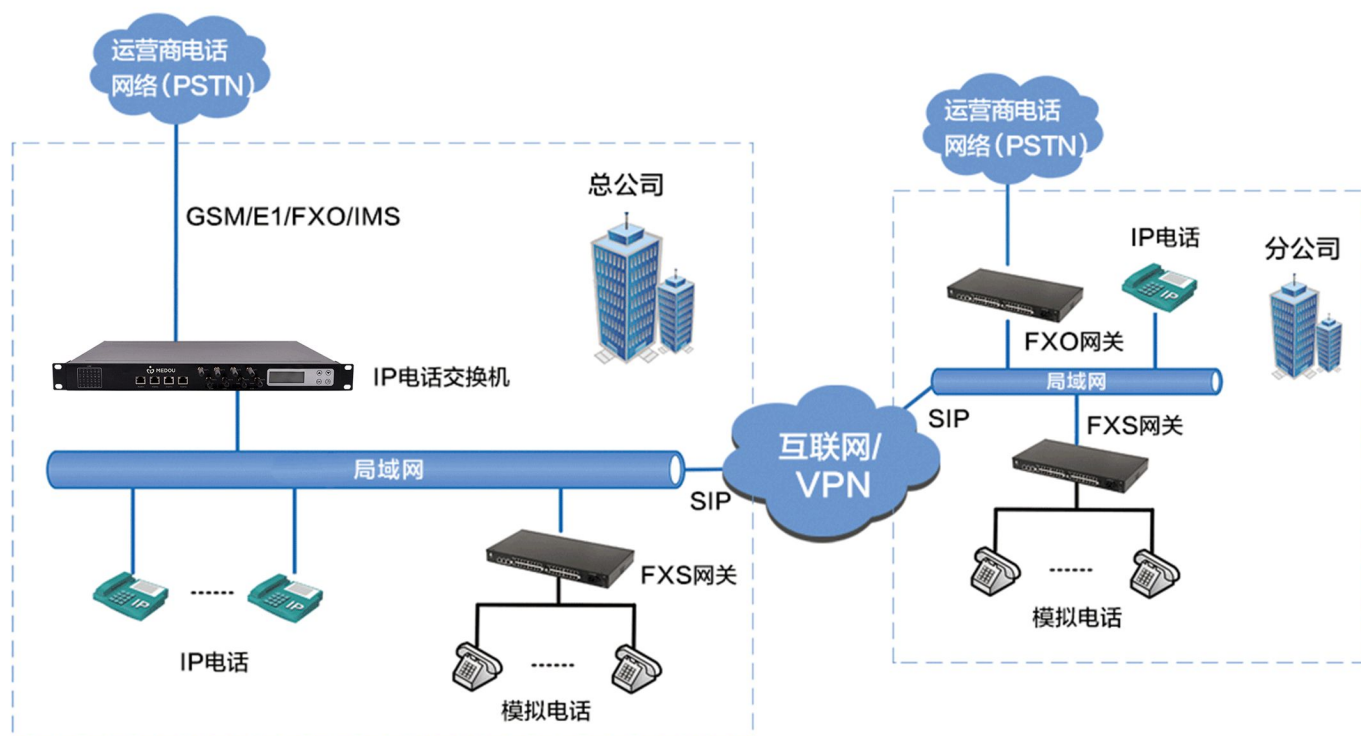 运营商电话
网络(PSTN)
GSM/E1/FXO/IMS
总公司
MEDOU
IP电话交换机
局域网
SIP
IP
IP
IP电话
FXS网关
模拟电话
互联网/
VPN
运营商电话
网络(PSTN)
IP电话
IP
分公司
FXO网关
局域网
SIP
FXS网关
模拟电话